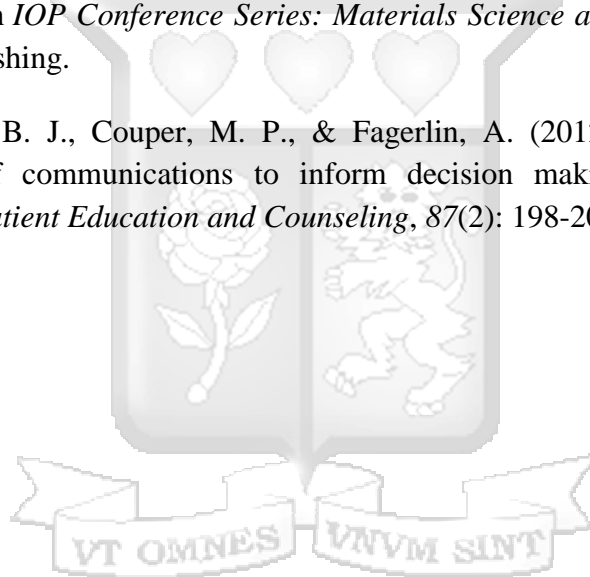 IOP Conference Series: Materials Science a
shing.
B. J., Couper, M. P., & Fagerlin, A. (201
communications to inform decision mak
tient Education and Counseling, 87(2): 198-20
VT OMNES VNVM SINT